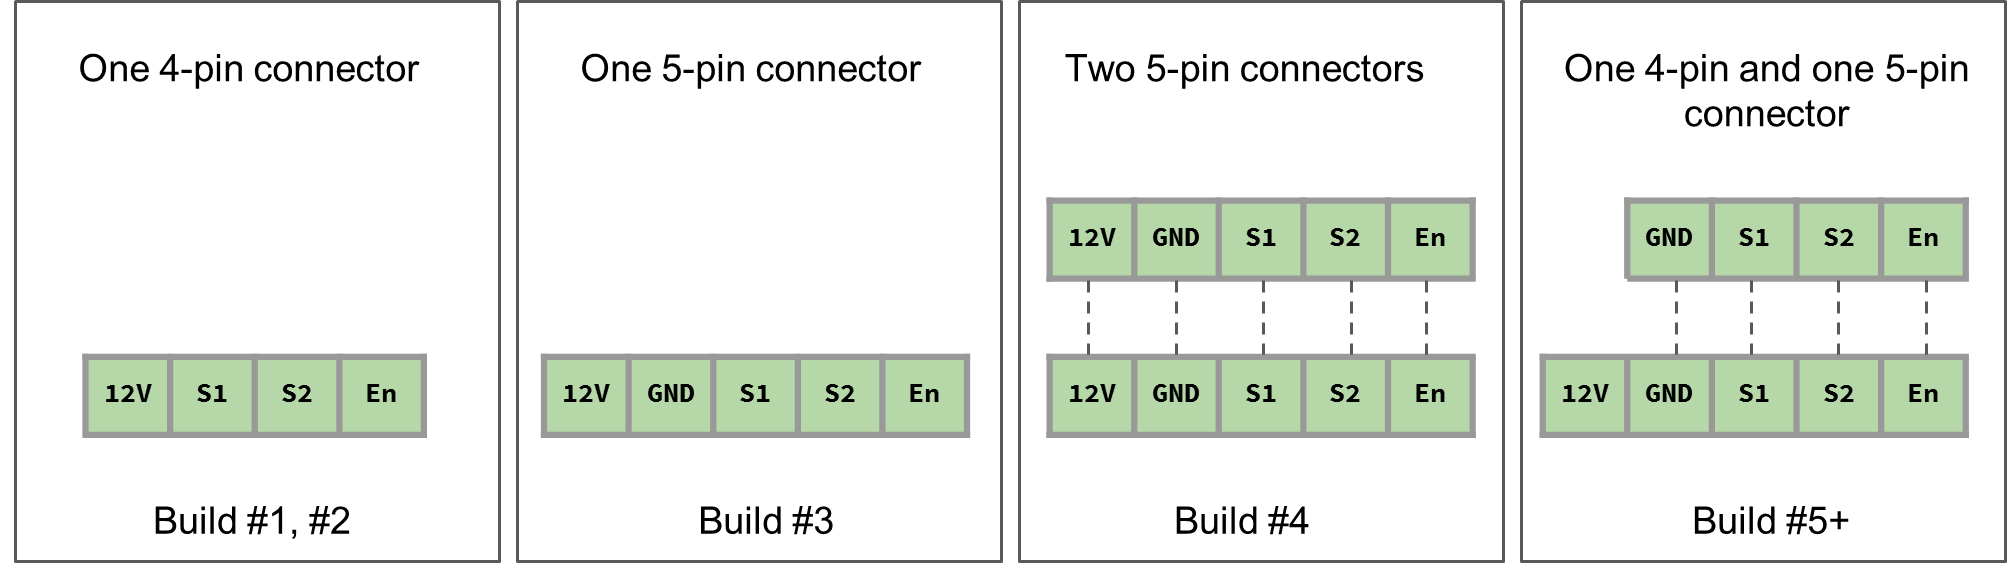 One 4-pin connector
12V S1 S2 En
Build #1, #2
One 5-pin connector
12V GND S1 S2 En
Build #3
Two 5-pin connectors
12V GND S1 S2 En
12V GND S1 S2 En
Build #4
One 4-pin and one 5-pin
connector
GND S1 S2 En
12V GND S1 S2 En
Build #5+